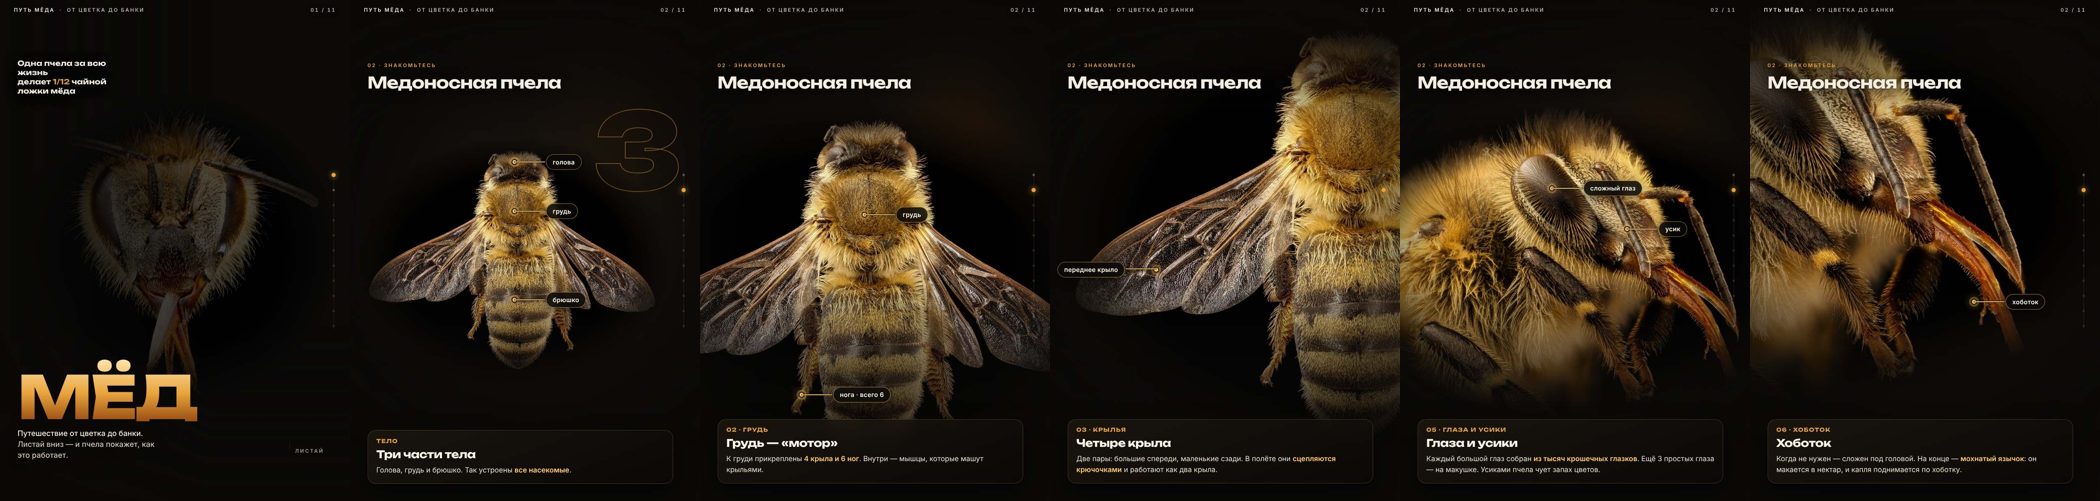 ПУТЬ МЁДА · ОТ ЦВЕТКА ДО БАНКИ
01 / 11
Одна пчела за всю
жизнь
делает 1/12 чайной
ложки мёда
МЁД
Путешествие от цветка до банки.
Листай вниз — и пчела покажет, как
это работает.
ЛИСТАЙ
ПУТЬ МЁДА · ОТ ЦВЕТКА ДО БАНКИ
02 / 11
02 · ЗНАКОМЬТЕСЬ
Медоносная пчела
3
голова
грудь
брюшко
ТЕЛО
Три части тела
Голова, грудь и брюшко. Так устроены все насекомые.
ПУТЬ МЁДА · ОТ ЦВЕТКА ДО БАНКИ
02 / 11
02 · ЗНАКОМЬТЕСЬ
Медоносная пчела
грудь
нога · всего 6
02 · ГРУДЬ
Грудь — «мотор»
К груди прикреплены 4 крыла и 6 ног. Внутри — мышцы, которые машут
крыльями.
ПУТЬ МЁДА · ОТ ЦВЕТКА ДО БАНКИ
02 / 11
02 · ЗНАКОМЬТЕСЬ
Медоносная пчела
переднее крыло
03 · КРЫЛЬЯ
Четыре крыла
Две пары: большие спереди, маленькие сзади. В полёте они сцепляются
крючочками и работают как два крыла.
ПУТЬ МЁДА · ОТ ЦВЕТКА ДО БАНКИ
02 / 11
02 · ЗНАКОМЬТЕСЬ
Медоносная пчела
сложный глаз
усик
05 · ГЛАЗА И УСИКИ
Глаза и усики
Каждый большой глаз собран из тысяч крошечных глазков. Ещё 3 простых глаза
— на макушке. Усиками пчела чует запах цветов.
ПУТЬ МЁДА · ОТ ЦВЕТКА ДО БАНКИ
02 / 11
02 · ЗНАКОМЬТЕСЬ
Медоносная пчела
хоботок
06 · ХОБОТОК
Хоботок
Когда не нужен — сложен под головой. На конце — мохнатый язычок: он
макается в нектар, и капля поднимается по хоботку.